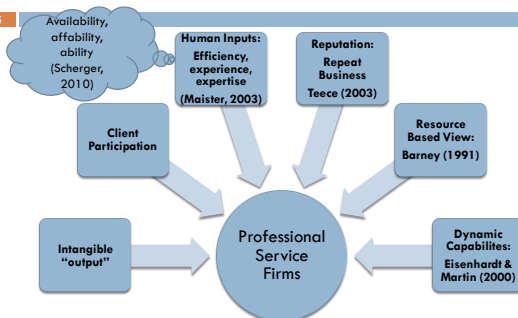 Availability,
affability,
ability
(Scherger,
2010)
Human Inputs:
Efficiency,
experience,
expertise
(Maister, 2003)
Reputation:
Repeat
Business
Teece (2003)
Client
Participation
Resource
Based View:
Barney (1991)
Intangible
“output”
Professional
Service
Firms
Dynamic
Capabilites:
Eisenhardt &
Martin (2000)